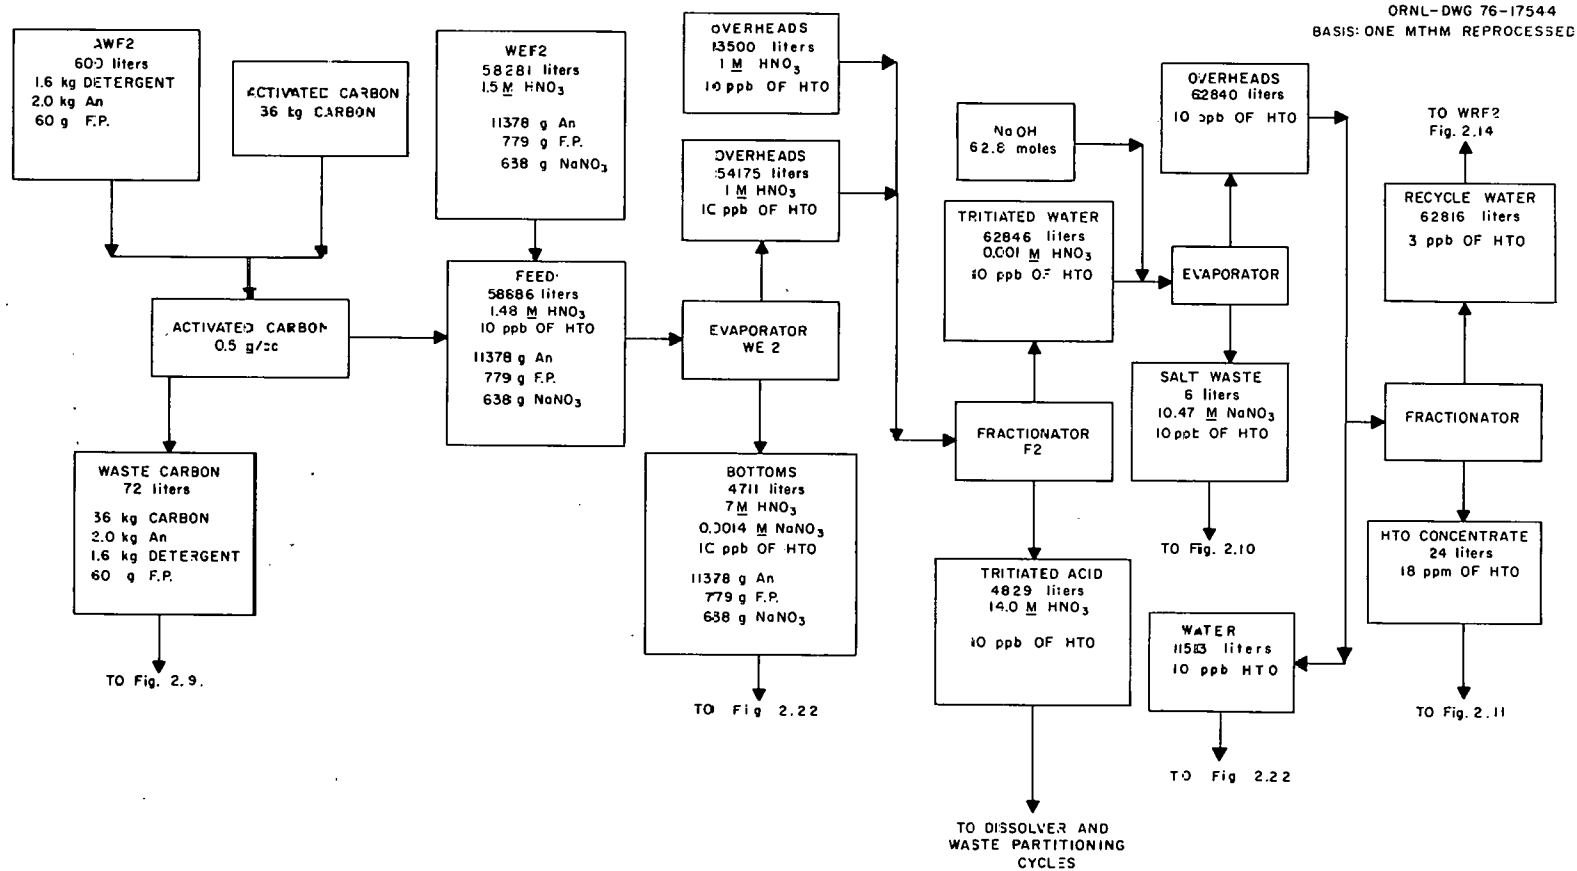 ORNL-DWG 76-17544
BASIS: ONE MTHM REPROCESSED
AWF2
600 liters
1.6 kg DETERGENT
2.0 kg An
60 g F.P.
ACTIVATED CARBON
36 kg CARBON
ACTIVATED CARBON
0.5 g/cc
WASTE CARBON
72 liters
36 kg CARBON
2.0 kg An
1.6 kg DETERGENT
60 g F.P.
TO Fig. 2.9.
WEF2
58281 liters
1.5 M HNO3
11378 g An
779 g F.P.
638 g NaNO3
FEED
58686 liters
1.48 M HNO3
10 ppb OF HTO
11378 g An
779 g F.P.
638 g NaNO3
OVERHEADS
13500 liters
1 M HNO3
10 ppb OF HTO
OVERHEADS
54175 liters
1 M HNO3
10 ppb OF HTO
EVAPORATOR
WE 2
BOTTOMS
4711 liters
7 M HNO3
0.0014 M NaNO3
10 ppb OF HTO
11378 g An
779 g F.P.
638 g NaNO3
TO Fig 2.22
NaOH
62.8 moles
TRITIATED WATER
62846 liters
0.001 M HNO3
10 ppb OF HTO
FRACTIONATOR
F2
TRITIATED ACID
4829 liters
14.0 M HNO3
10 ppb OF HTO
TO DISSOLVER AND
WASTE PARTITIONING
CYCLES
OVERHEADS
62840 liters
10 ppb OF HTO
EVAPORATOR
SALT WASTE
6 liters
10.47 M NaNO3
10 ppb OF HTO
TO Fig. 2.10
WATER
liters
10 ppb HTO
TO Fig 2.22
TO WRF2
Fig. 2.14
RECYCLE WATER
62816 liters
3 ppb OF HTO
FRACTIONATOR
HTO CONCENTRATE
24 liters
18 ppm OF HTO
TO Fig. 2.11